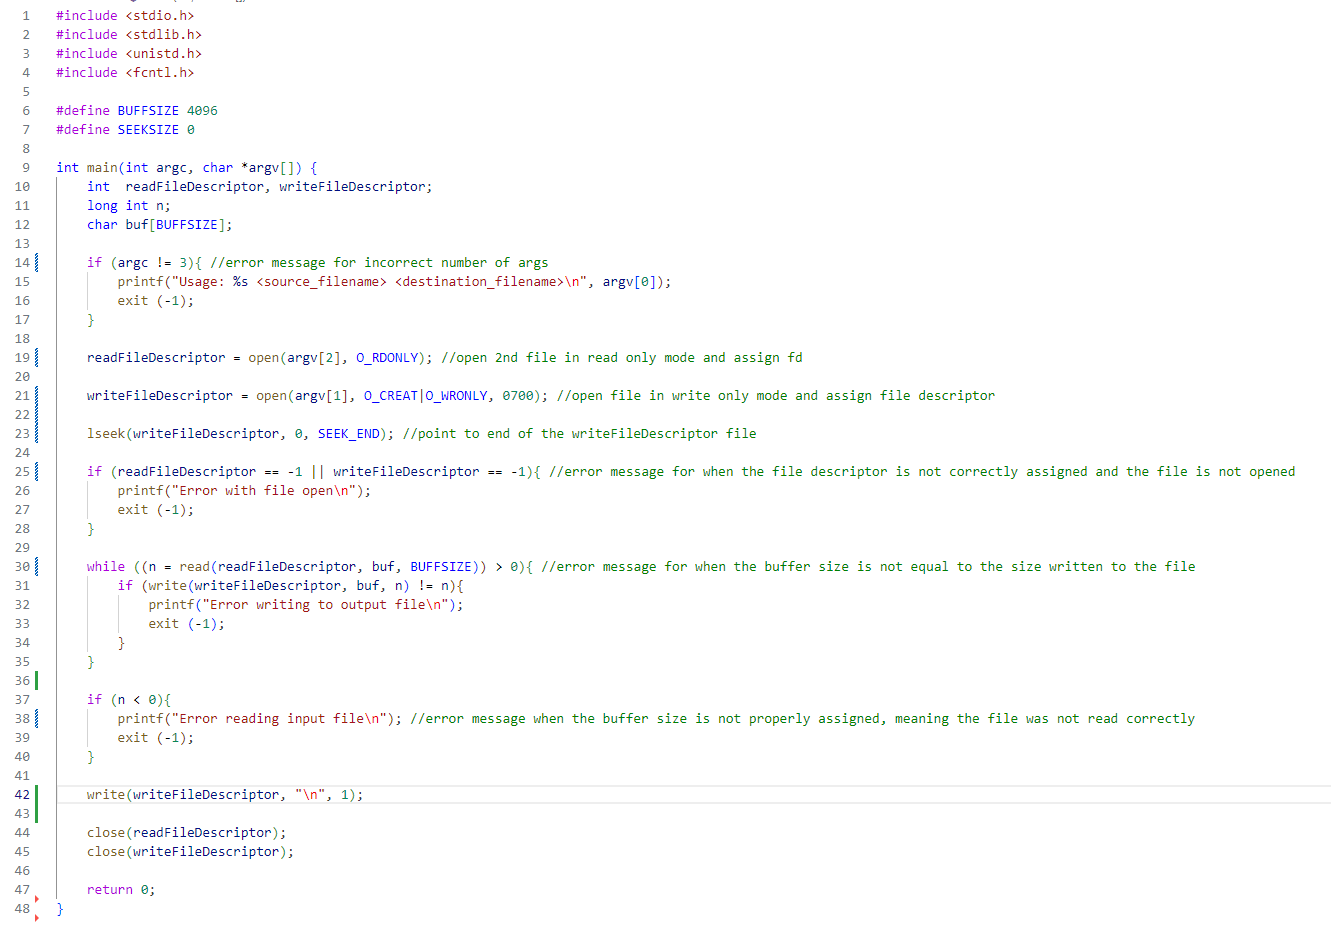 1 #include <stdio.h>
2 #include <stdlib.h>
3 #include <unistd.h>
4 #include <fcntl.h>
5
6 #define BUFFSIZE 4096
7 #define SEEKSIZE 0
8
9 int main(int argc, char *argv[]) {
10     int  readFileDescriptor, writeFileDescriptor;
11     long int n;
12     char buf[BUFFSIZE];
13
14     if (argc != 3){ //error message for incorrect number of args
15         printf("Usage: %s <source_filename> <destination_filename>\n", argv[0]);
16         exit (-1);
17     }
18
19     readFileDescriptor = open(argv[2], O_RDONLY); //open 2nd file in read only mode and assign fd
20
21     writeFileDescriptor = open(argv[1], O_CREAT|O_WRONLY, 0700); //open file in write only mode and assign file descriptor
22
23     lseek(writeFileDescriptor, 0, SEEK_END); //point to end of the writeFileDescriptor file
24
25     if (readFileDescriptor == -1 || writeFileDescriptor == -1){ //error message for when the file descriptor is not correctly assigned and the file is not opened
26         printf("Error with file open\n");
27         exit (-1);
28     }
29
30     while ((n = read(readFileDescriptor, buf, BUFFSIZE)) > 0){ //error message for when the buffer size is not equal to the size written to the file
31         if (write(writeFileDescriptor, buf, n) != n){
32             printf("Error writing to output file\n");
33             exit (-1);
34         }
35     }
36
37     if (n < 0){
38         printf("Error reading input file\n"); //error message when the buffer size is not properly assigned, meaning the file was not read correctly
39         exit (-1);
40     }
41
42     write(writeFileDescriptor, "\n", 1);
43
44     close(readFileDescriptor);
45     close(writeFileDescriptor);
46
47     return 0;
48 }